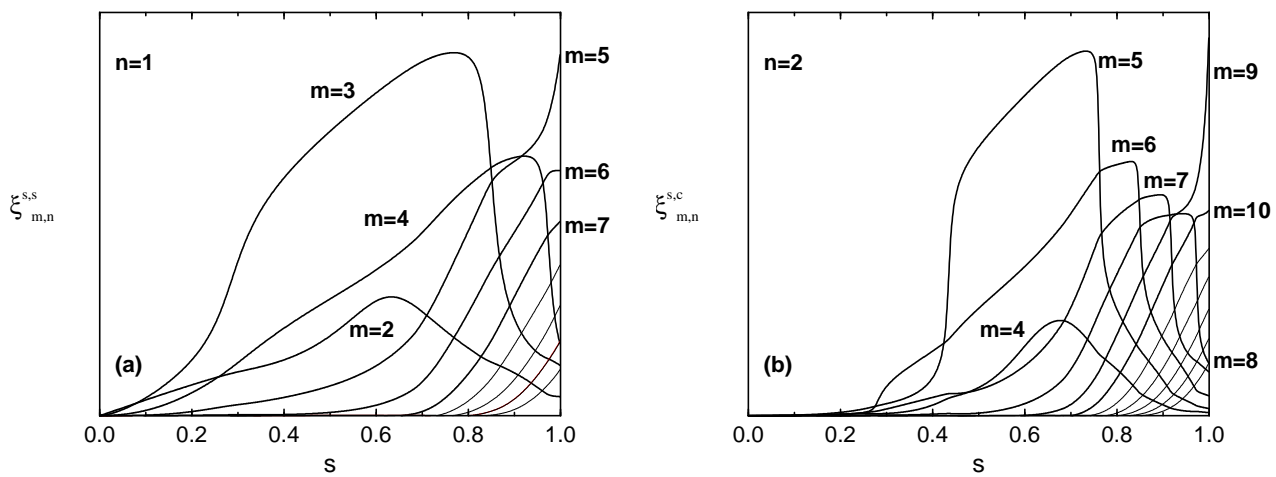 n=1
m=5
m=3
m=6
m=4
m=7
ξ s,s m,n
m=2
(a)
0.0 0.2 0.4 0.6 0.8 1.0
s
n=2
m=5
m=9
m=6
m=7
m=10
ξ s,c m,n
m=4
(b)
m=8
0.0 0.2 0.4 0.6 0.8 1.0
s